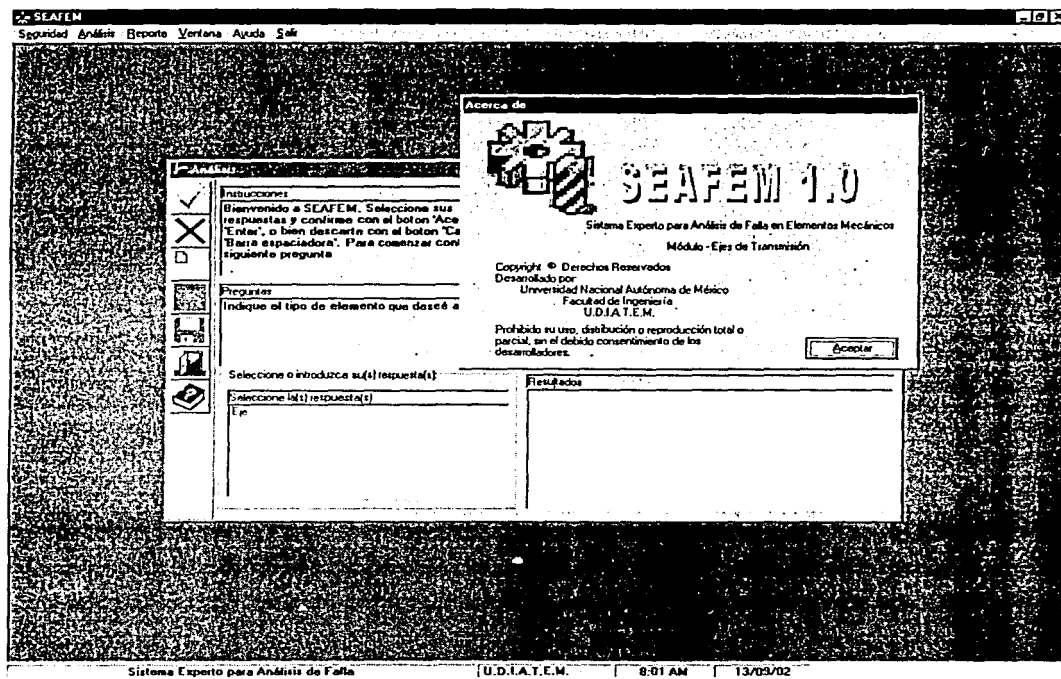 SEAFEM
Seguridad Análisis Reporte Ventana Ayuda Salir
Acerca de
SEAFEM 1.0
Sistema Experto para Análisis de Falla en Elementos Mecánicos
Módulo - Ejes de Transmisión
Copyright © Derechos Reservados
Desarrollado por:
Universidad Nacional Autónoma de México
Facultad de Ingeniería
U.D.I.A.T.E.M.
Prohibido su uso, distribución o reproducción total o
parcial, sin el debido consentimiento de los
desarrolladores.
Aceptar
Análisis
Instrucciones
Bienvenido a SEAFEM. Seleccione sus
respuestas y confirme con el boton "Ace
"Enter", o bien descarta con el boton "Ca
"Barra espaciadora". Para comenzar con
siguiente pregunta
Preguntas
Indique el tipo de elemento que deseé a
Seleccione o introduzca su(s) respuesta(s):
Seleccione la(s) respuesta(s)
Eje
Resultados
Sistema Experto para Análisis de Falla U.D.I.A.T.E.M. 8:01 AM 13/03/02